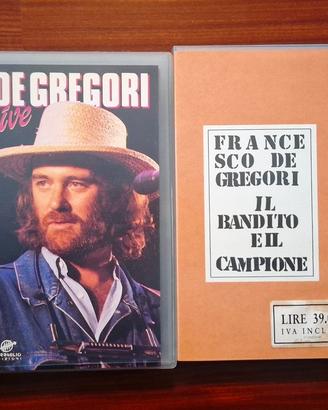 DE GREGORI
live
FRANCE
SCO DE
GREGORI
IL
BANDITO
E IL
CAMPIONE
LIRE 39.
IVA INCL